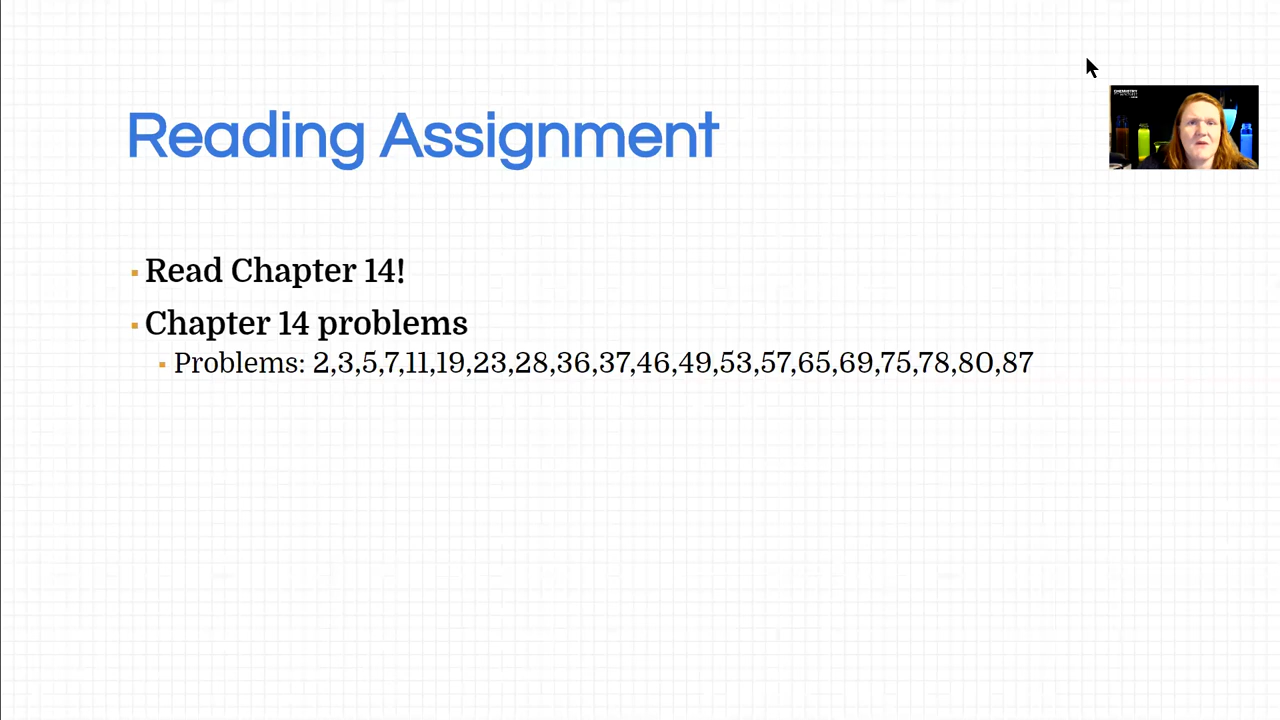 Reading Assignment
CHEMISTRY
Read Chapter 14!
Chapter 14 problems
Problems: 2,3,5,7,11,19,23,28,36,37,46,49,53,57,65,69,75,78,80,87